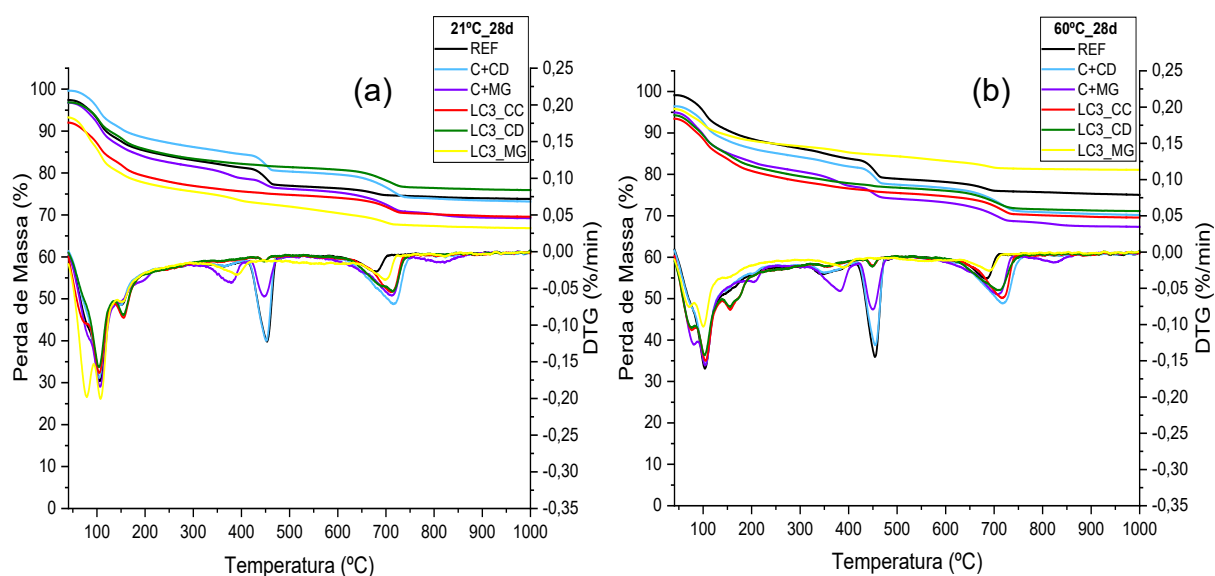 21ºC_28d
REF
C+CD
C+MG
LC3_CC
LC3_CD
LC3_MG
(a)
Perda de Massa (%)
100
90
80
70
60
50
40
30
20
10
0
0,25
0,20
0,15
0,10
0,05
0,00
-0,05
-0,10
-0,15
-0,20
-0,25
-0,30
-0,35
DTG (%/min)
100 200 300 400 500 600 700 800 900 1000
Temperatura (ºC)
60ºC_28d
REF
C+CD
C+MG
LC3_CC
LC3_CD
LC3_MG
(b)
Perda de Massa (%)
100
90
80
70
60
50
40
30
20
10
0
0,25
0,20
0,15
0,10
0,05
0,00
-0,05
-0,10
-0,15
-0,20
-0,25
-0,30
-0,35
DTG (%/min)
100 200 300 400 500 600 700 800 900 1000
Temperatura (ºC)